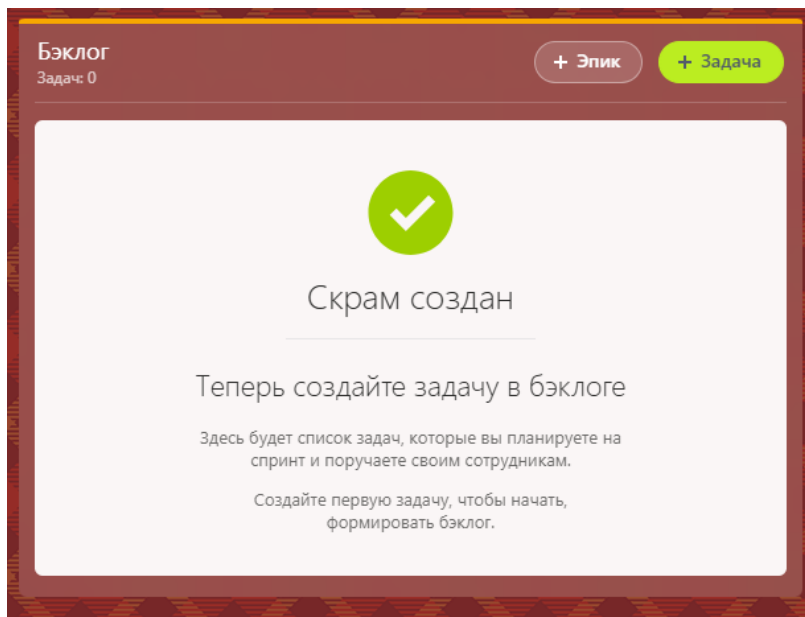 Бэклог
Задач: 0
+ Эпик
+ Задача
Скрам создан
Теперь создайте задачу в бэклоге
Здесь будет список задач, которые вы планируете на
спринт и поручаете своим сотрудникам.
Создайте первую задачу, чтобы начать,
формировать бэклог.